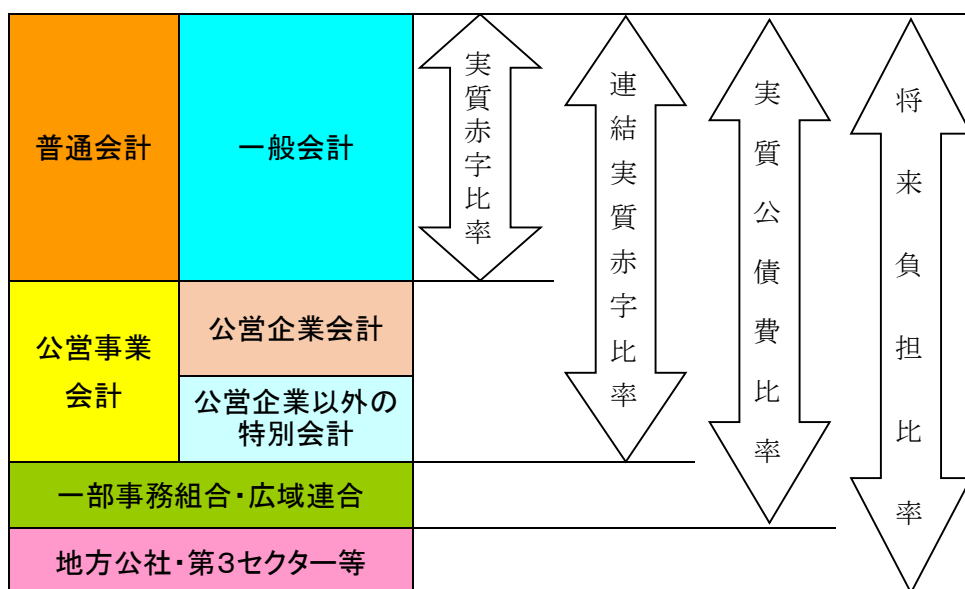 普通会計
一般会計
実質赤字比率
連結実質赤字比率
実質公債費比率
将来負担比率
公営事業
会計
公営企業会計
公営企業以外の
特別会計
一部事務組合・広域連合
地方公社・第３セクター等